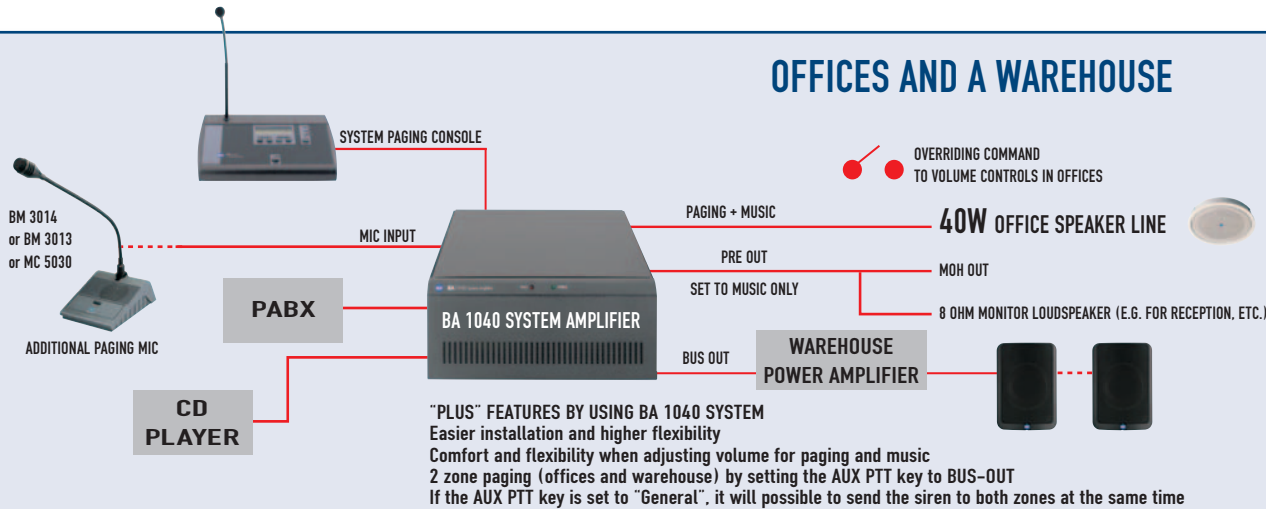 OFFICES AND A WAREHOUSE
SYSTEM PAGING CONSOLE
OVERRIDING COMMAND
TO VOLUME CONTROLS IN OFFICES
BM 3014
or BM 3013
or MC 5030
MIC INPUT
PAGING + MUSIC
40W OFFICE SPEAKER LINE
PRE OUT
SET TO MUSIC ONLY
MOH OUT
8 OHM MONITOR LOUDSPEAKER (E.G. FOR RECEPTION, ETC.)
PABX
BA 1040 SYSTEM AMPLIFIER
ADDITIONAL PAGING MIC
BUS OUT
WAREHOUSE
POWER AMPLIFIER
CD
PLAYER
"PLUS" FEATURES BY USING BA 1040 SYSTEM
Easier installation and higher flexibility
Comfort and flexibility when adjusting volume for paging and music
2 zone paging (offices and warehouse) by setting the AUX PTT key to BUS-OUT
If the AUX PTT key is set to "General", it will possible to send the siren to both zones at the same time